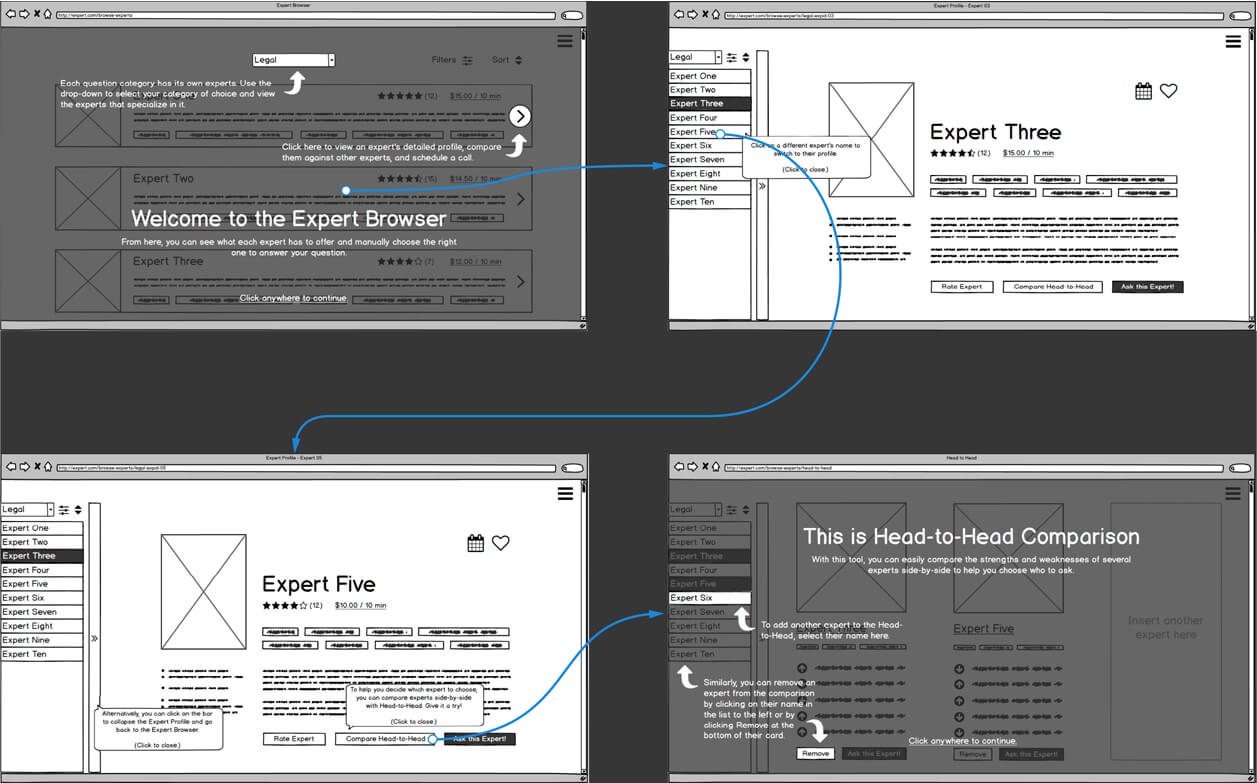 Expert Browser
http://expert.com/browse-experts
Legal
Filters
Sort
Each question category has its own experts. Use the
drop-down to select your category of choice and view
the experts that specialize in it.
(12)
$15.00 / 10 min
Click here to view an expert's detailed profile, compare
them against other experts, and schedule a call.
Expert Two
(15)
$14.50 / 10 min
Welcome to the Expert Browser
From here, you can see what each expert has to offer and manually choose the right
one to answer your question.
Expert Three
(7)
$12.00 / 10 min
Click anywhere to continue.
Expert Profile - Expert 03
http://expert.com/browse-experts/legal-expd-03
Legal
Expert One
Expert Two
Expert Three
Expert Four
Expert Five
Expert Six
Expert Seven
Expert Eight
Expert Nine
Expert Ten
Click on a different expert's name to
switch to their profile.
(Click to close.)
Expert Three
(12)
$15.00 / 10 min
Rate Expert
Compare Head-to-Head
Ask this Expert!
Expert Profile - Expert 05
http://expert.com/browse-experts/legal-expd-05
Legal
Expert One
Expert Two
Expert Three
Expert Four
Expert Five
Expert Six
Expert Seven
Expert Eight
Expert Nine
Expert Ten
Expert Five
(12)
$10.00 / 10 min
To help you decide which expert to choose,
you can compare experts side-by-side
with Head-to-Head. Give it a try!
(Click to close.)
Alternatively, you can click on the bar
to collapse the Expert Profile and go
back to the Expert Browser.
(Click to close.)
Rate Expert
Compare Head-to-Head
Ask this Expert!
Head to Head
http://expert.com/browse-experts/head-to-head
Legal
Expert One
Expert Two
Expert Three
Expert Four
Expert Five
Expert Six
Expert Seven
Expert Eight
Expert Nine
Expert Ten
This is Head-to-Head Comparison
With this tool, you can easily compare the strengths and weaknesses of several
experts side-by-side to help you choose who to ask.
To add another expert to the Head-
to-Head, select their name here.
Expert Three
Expert Five
Insert another
expert here
Similarly, you can remove an
expert from the comparison
by clicking on their name in
the list to the left or by
clicking Remove at the
bottom of their card.
Click anywhere to continue.
Remove
Ask this Expert!
Remove
Ask this Expert!